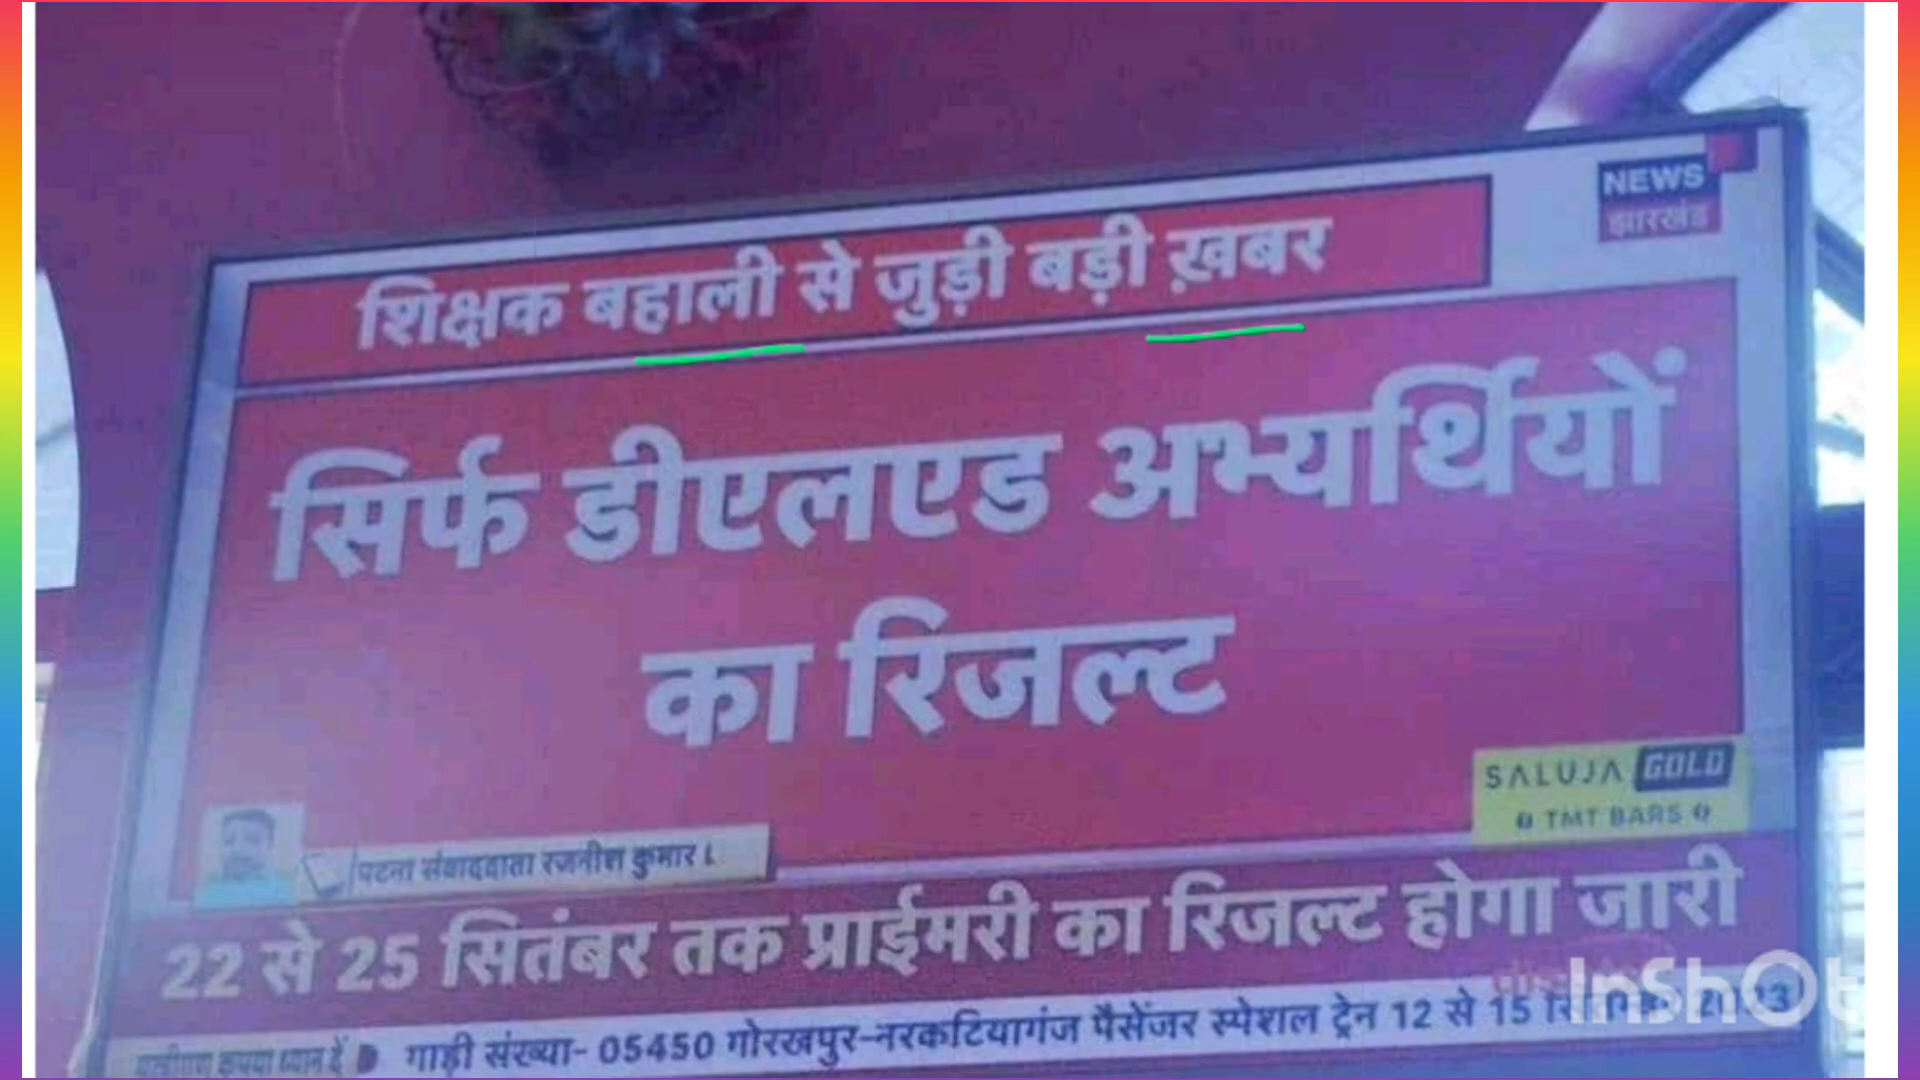 NEWS
झारखंड
शिक्षक बहाली से जुड़ी बड़ी ख़बर
सिर्फ डीएलएड अभ्यर्थियों
का रिजल्ट
SALUJA GOLD
TMT BARS
पटना संवाददाता रजनीश कुमार
22 से 25 सितंबर तक प्राईमरी का रिजल्ट होगा जारी
गाड़ी संख्या- 05450 गोरखपुर-नरकटियागंज पैसेंजर स्पेशल ट्रेन 12 से 15
InShOt